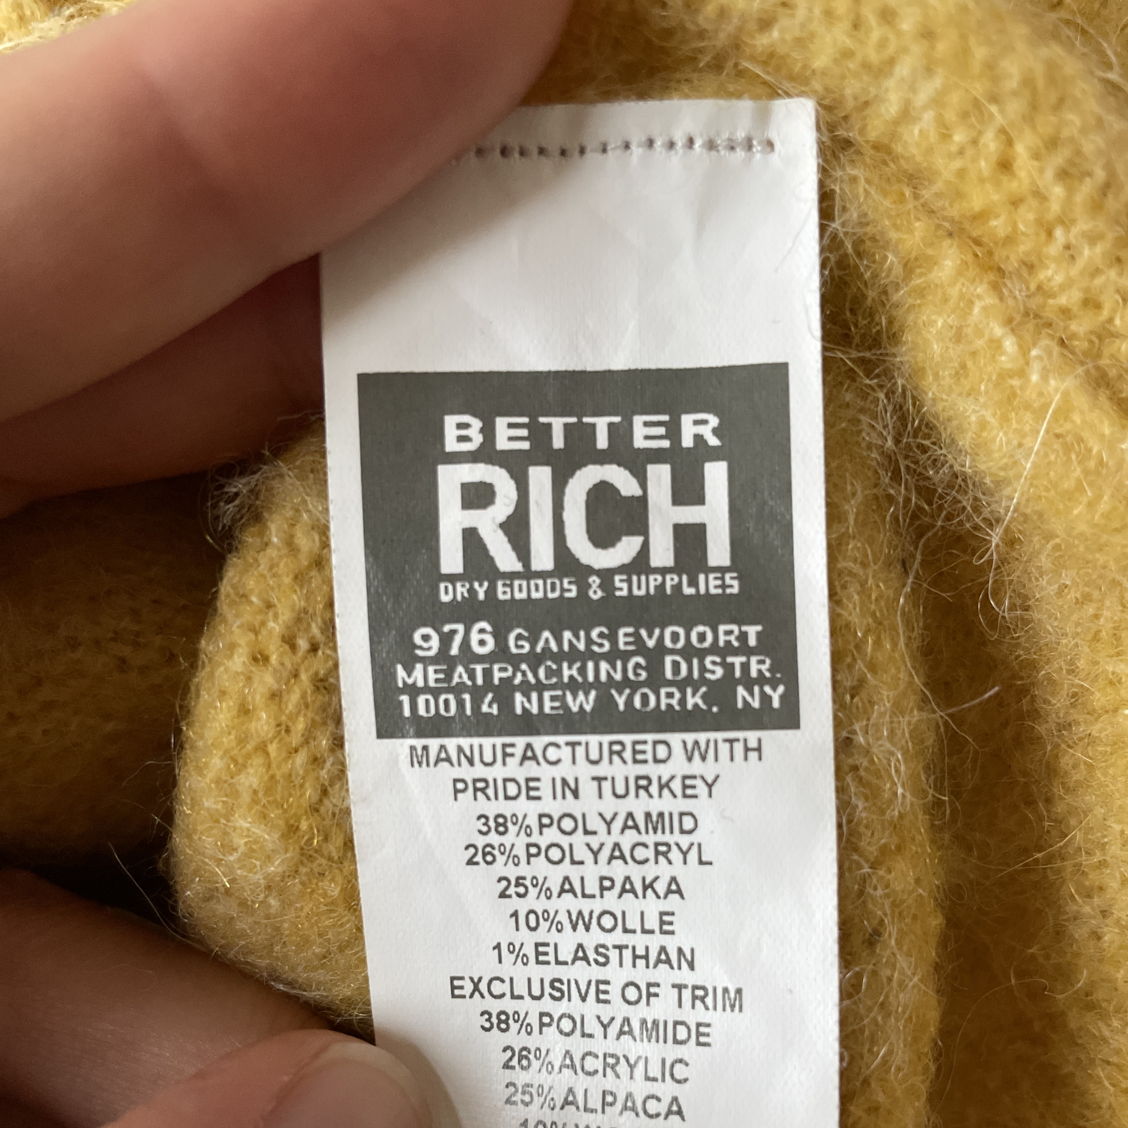 BETTER
RICH
DRY GOODS & SUPPLIES
976 GANSEVOORT
MEATPACKING DISTR.
10014 NEW YORK, NY
MANUFACTURED WITH
PRIDE IN TURKEY
38% POLYAMID
26% POLYACRYL
25% ALPAKA
10% WOLLE
1% ELASTHAN
EXCLUSIVE OF TRIM
38% POLYAMIDE
26% ACRYLIC
25% ALPACA